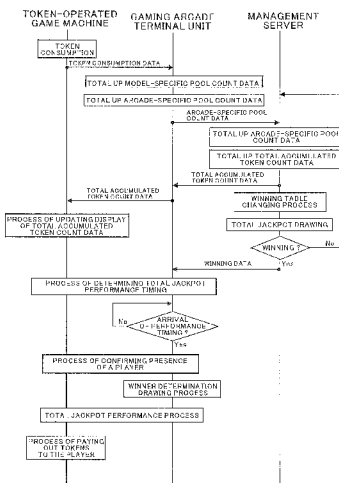 TOKEN-OPERATED
GAME MACHINE
GAMING ARCADE
TERMINAL UNIT
MANAGEMENT
SERVER
TOKEN
CONSUMPTION
TOKEN CONSUMPTION DATA
TOTAL UP MODEL-SPECIFIC POOL COUNT DATA
TOTAL UP ARCADE-SPECIFIC POOL COUNT DATA
ARCADE-SPECIFIC POOL
COUNT DATA
TOTAL UP ARCADE-SPECIFIC POOL
COUNT DATA
TOTAL UP TOTAL ACCUMULATED
TOKEN COUNT DATA
TOTAL ACCUMULATED
TOKEN COUNT DATA
TOTAL ACCUMULATED
TOKEN COUNT DATA
WINNING TABLE
CHANGING PROCESS
PROCESS OF UPDATING DISPLAY
OF TOTAL ACCUMULATED
TOKEN COUNT DATA
TOTAL JACKPOT DRAWING
WINNING ?
No
WINNING DATA
Yes
PROCESS OF DETERMINING TOTAL JACKPOT
PERFORMANCE TIMING
ARRIVAL
O- PERFORMANCE
TIMING ?
No
Yes
PROCESS OF CONFIRMING PRESENCE
OF A PLAYER
WINNER DETERMINATION
DRAWING PROCESS
TOTAL JACKPOT PERFORMANCE PROCESS
PROCESS OF PAYING
OUT TOKENS
TO THE PLAYER